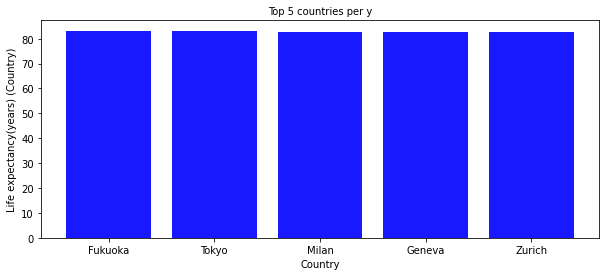 Top 5 countries per y
Life expectancy(years) (Country)
80
70
60
50
40
30
20
10
0
Fukuoka Tokyo Milan Geneva Zurich
Country